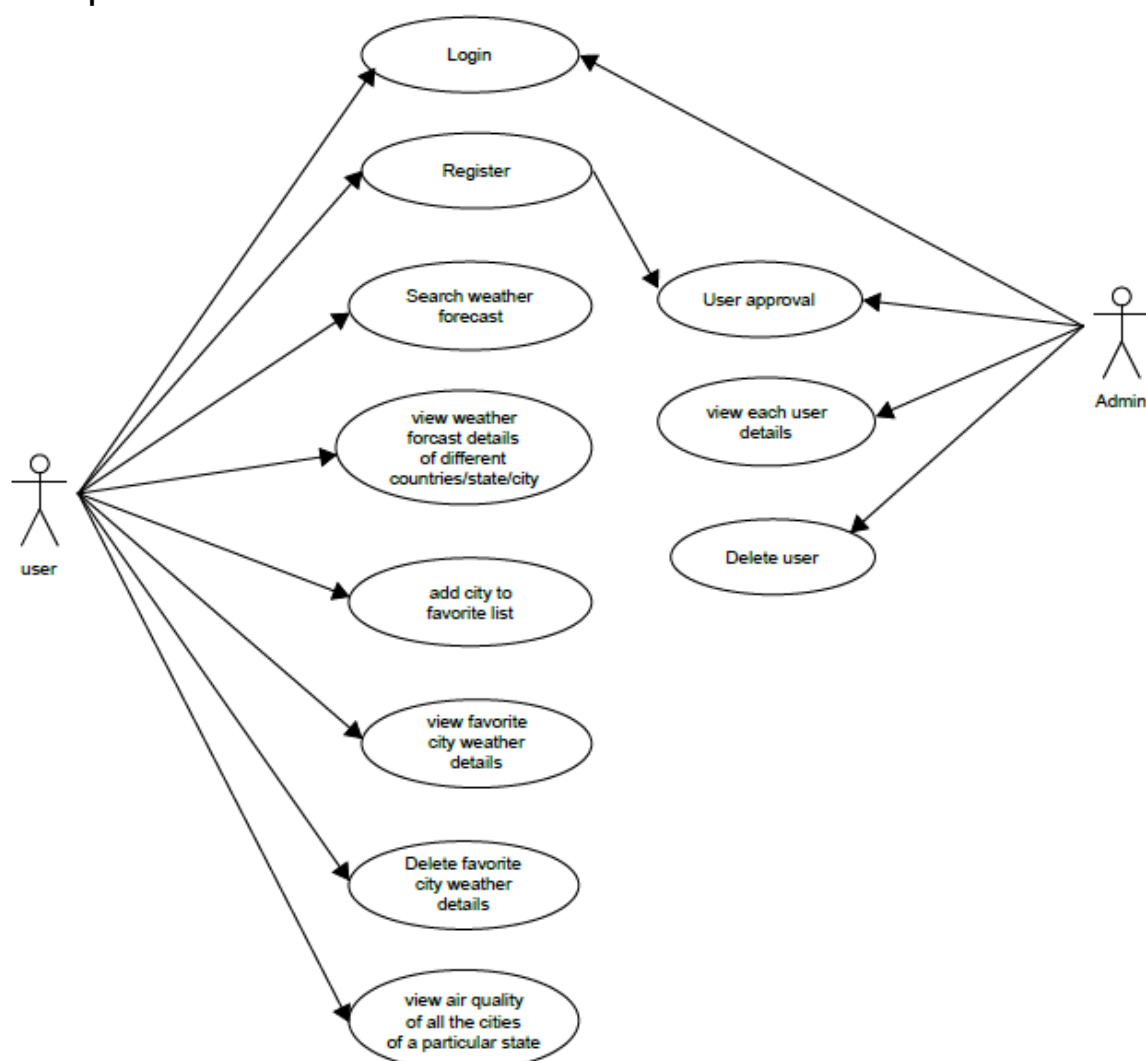 Login
Register
Search weather
forecast
User approval
Admin
view weather
forcast details
of different
countries/state/city
view each user
details
user
Delete user
add city to
favorite list
view favorite
city weather
details
Delete favorite
city weather
details
view air quality
of all the cities
of a particular state